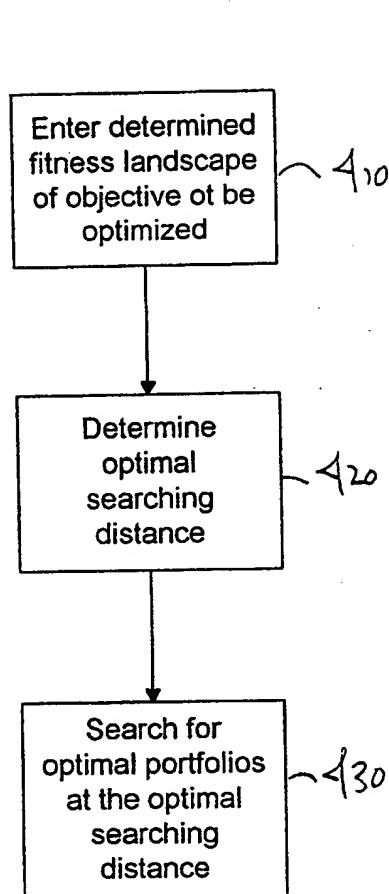 Enter determined
fitness landscape
of objective ot be
optimized
410
Determine
optimal
searching
distance
420
Search for
optimal portfolios
at the optimal
searching
distance
430